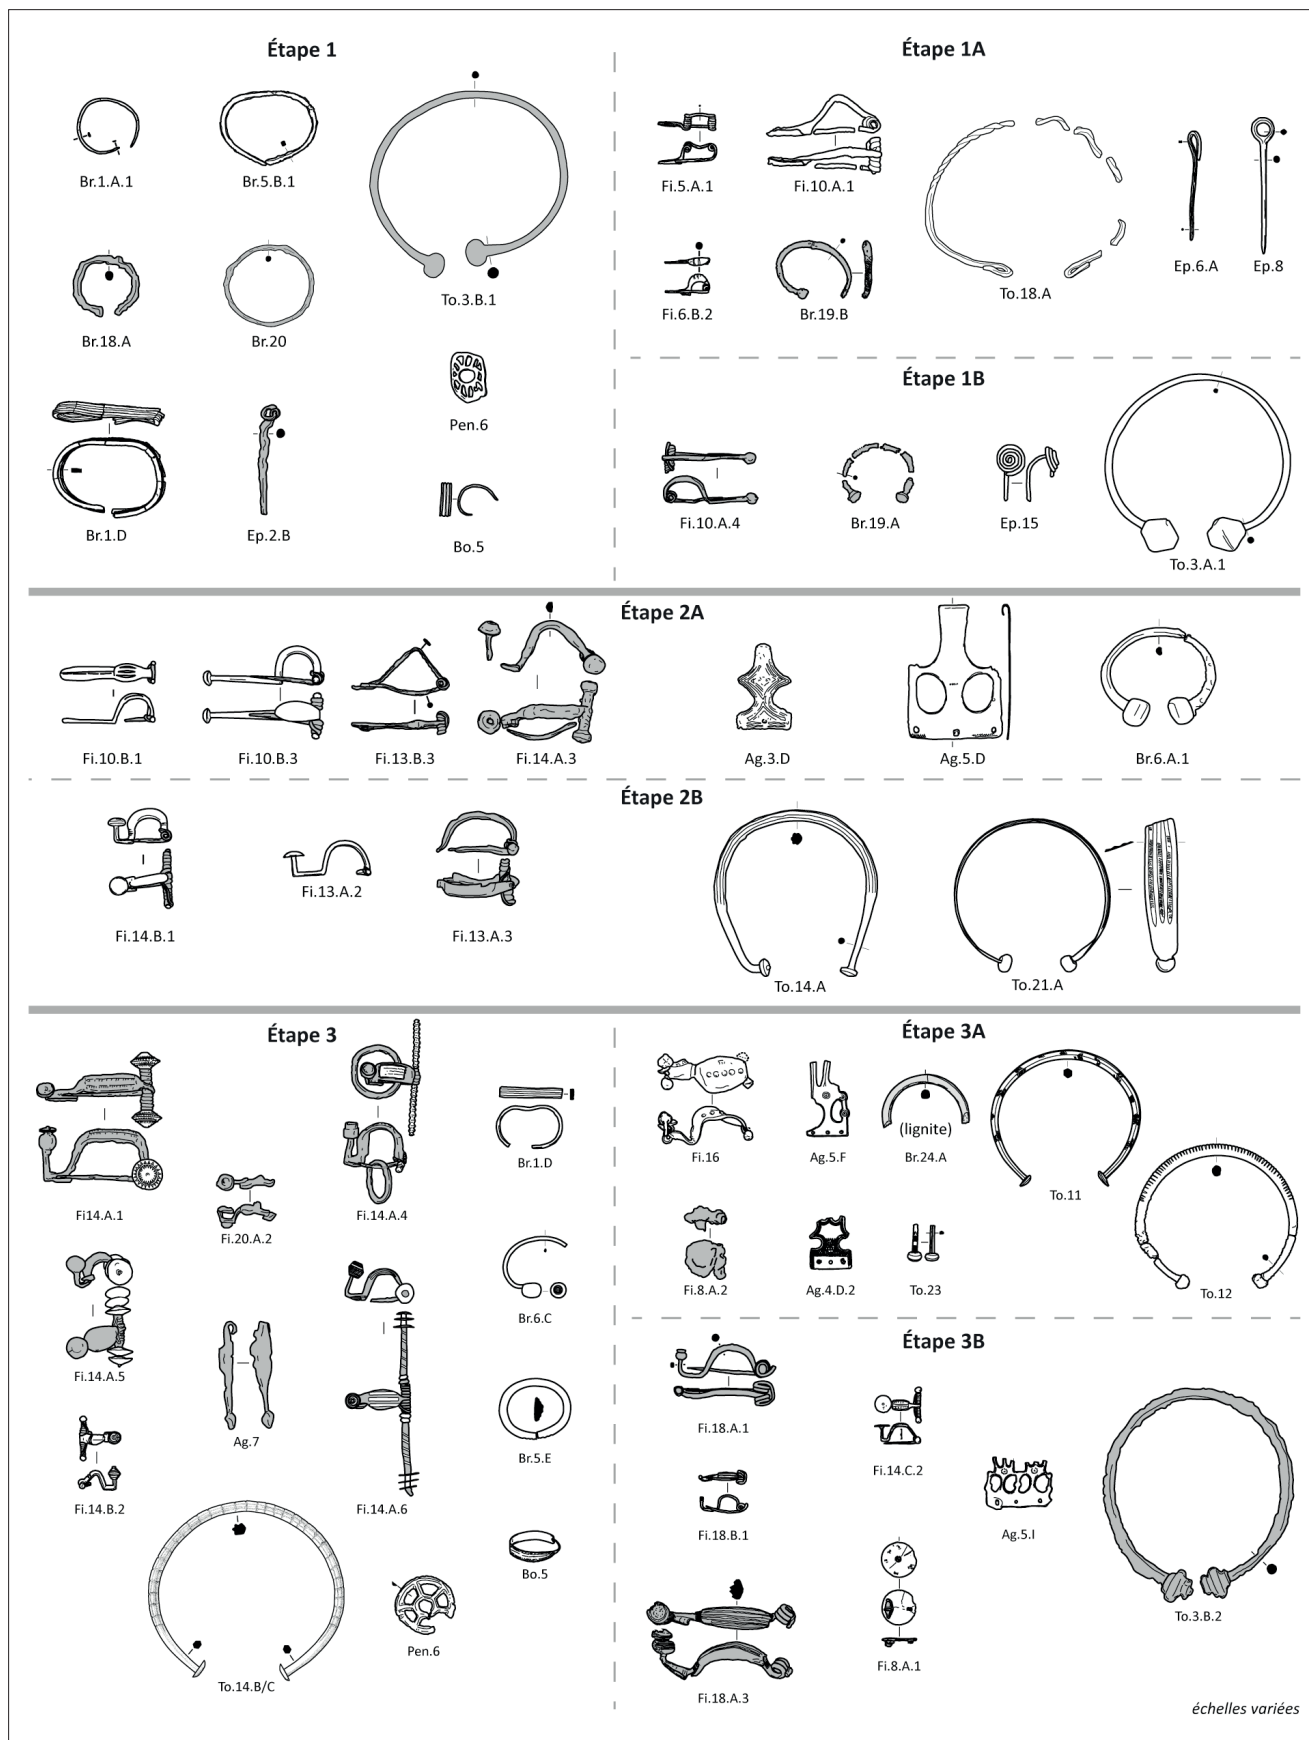 Étape 1
Br.1.A.1
Br.5.B.1
To.3.B.1
Br.18.A
Br.20
Pen.6
Br.1.D
Ep.2.B
Bo.5
Étape 1A
Fi.5.A.1
Fi.10.A.1
To.18.A
Ep.6.A
Ep.8
Fi.6.B.2
Br.19.B
Étape 1B
Fi.10.A.4
Br.19.A
Ep.15
To.3.A.1
Étape 2A
Fi.10.B.1
Fi.10.B.3
Fi.13.B.3
Fi.14.A.3
Ag.3.D
Ag.5.D
Br.6.A.1
Étape 2B
Fi.14.B.1
Fi.13.A.2
Fi.13.A.3
To.14.A
To.21.A
Étape 3
Fi14.A.1
Fi.20.A.2
Fi.14.A.4
Br.1.D
Fi.14.A.5
Ag.7
Br.6.C
Br.5.E
Fi.14.B.2
Fi.14.A.6
Bo.5
To.14.B/C
Pen.6
Étape 3A
Fi.16
Ag.5.F
(lignite)
Br.24.A
To.11
Fi.8.A.2
Ag.4.D.2
To.23
To.12
Étape 3B
Fi.18.A.1
Fi.14.C.2
Fi.18.B.1
Ag.5.I
To.3.B.2
Fi.8.A.1
Fi.18.A.3
échelles variées